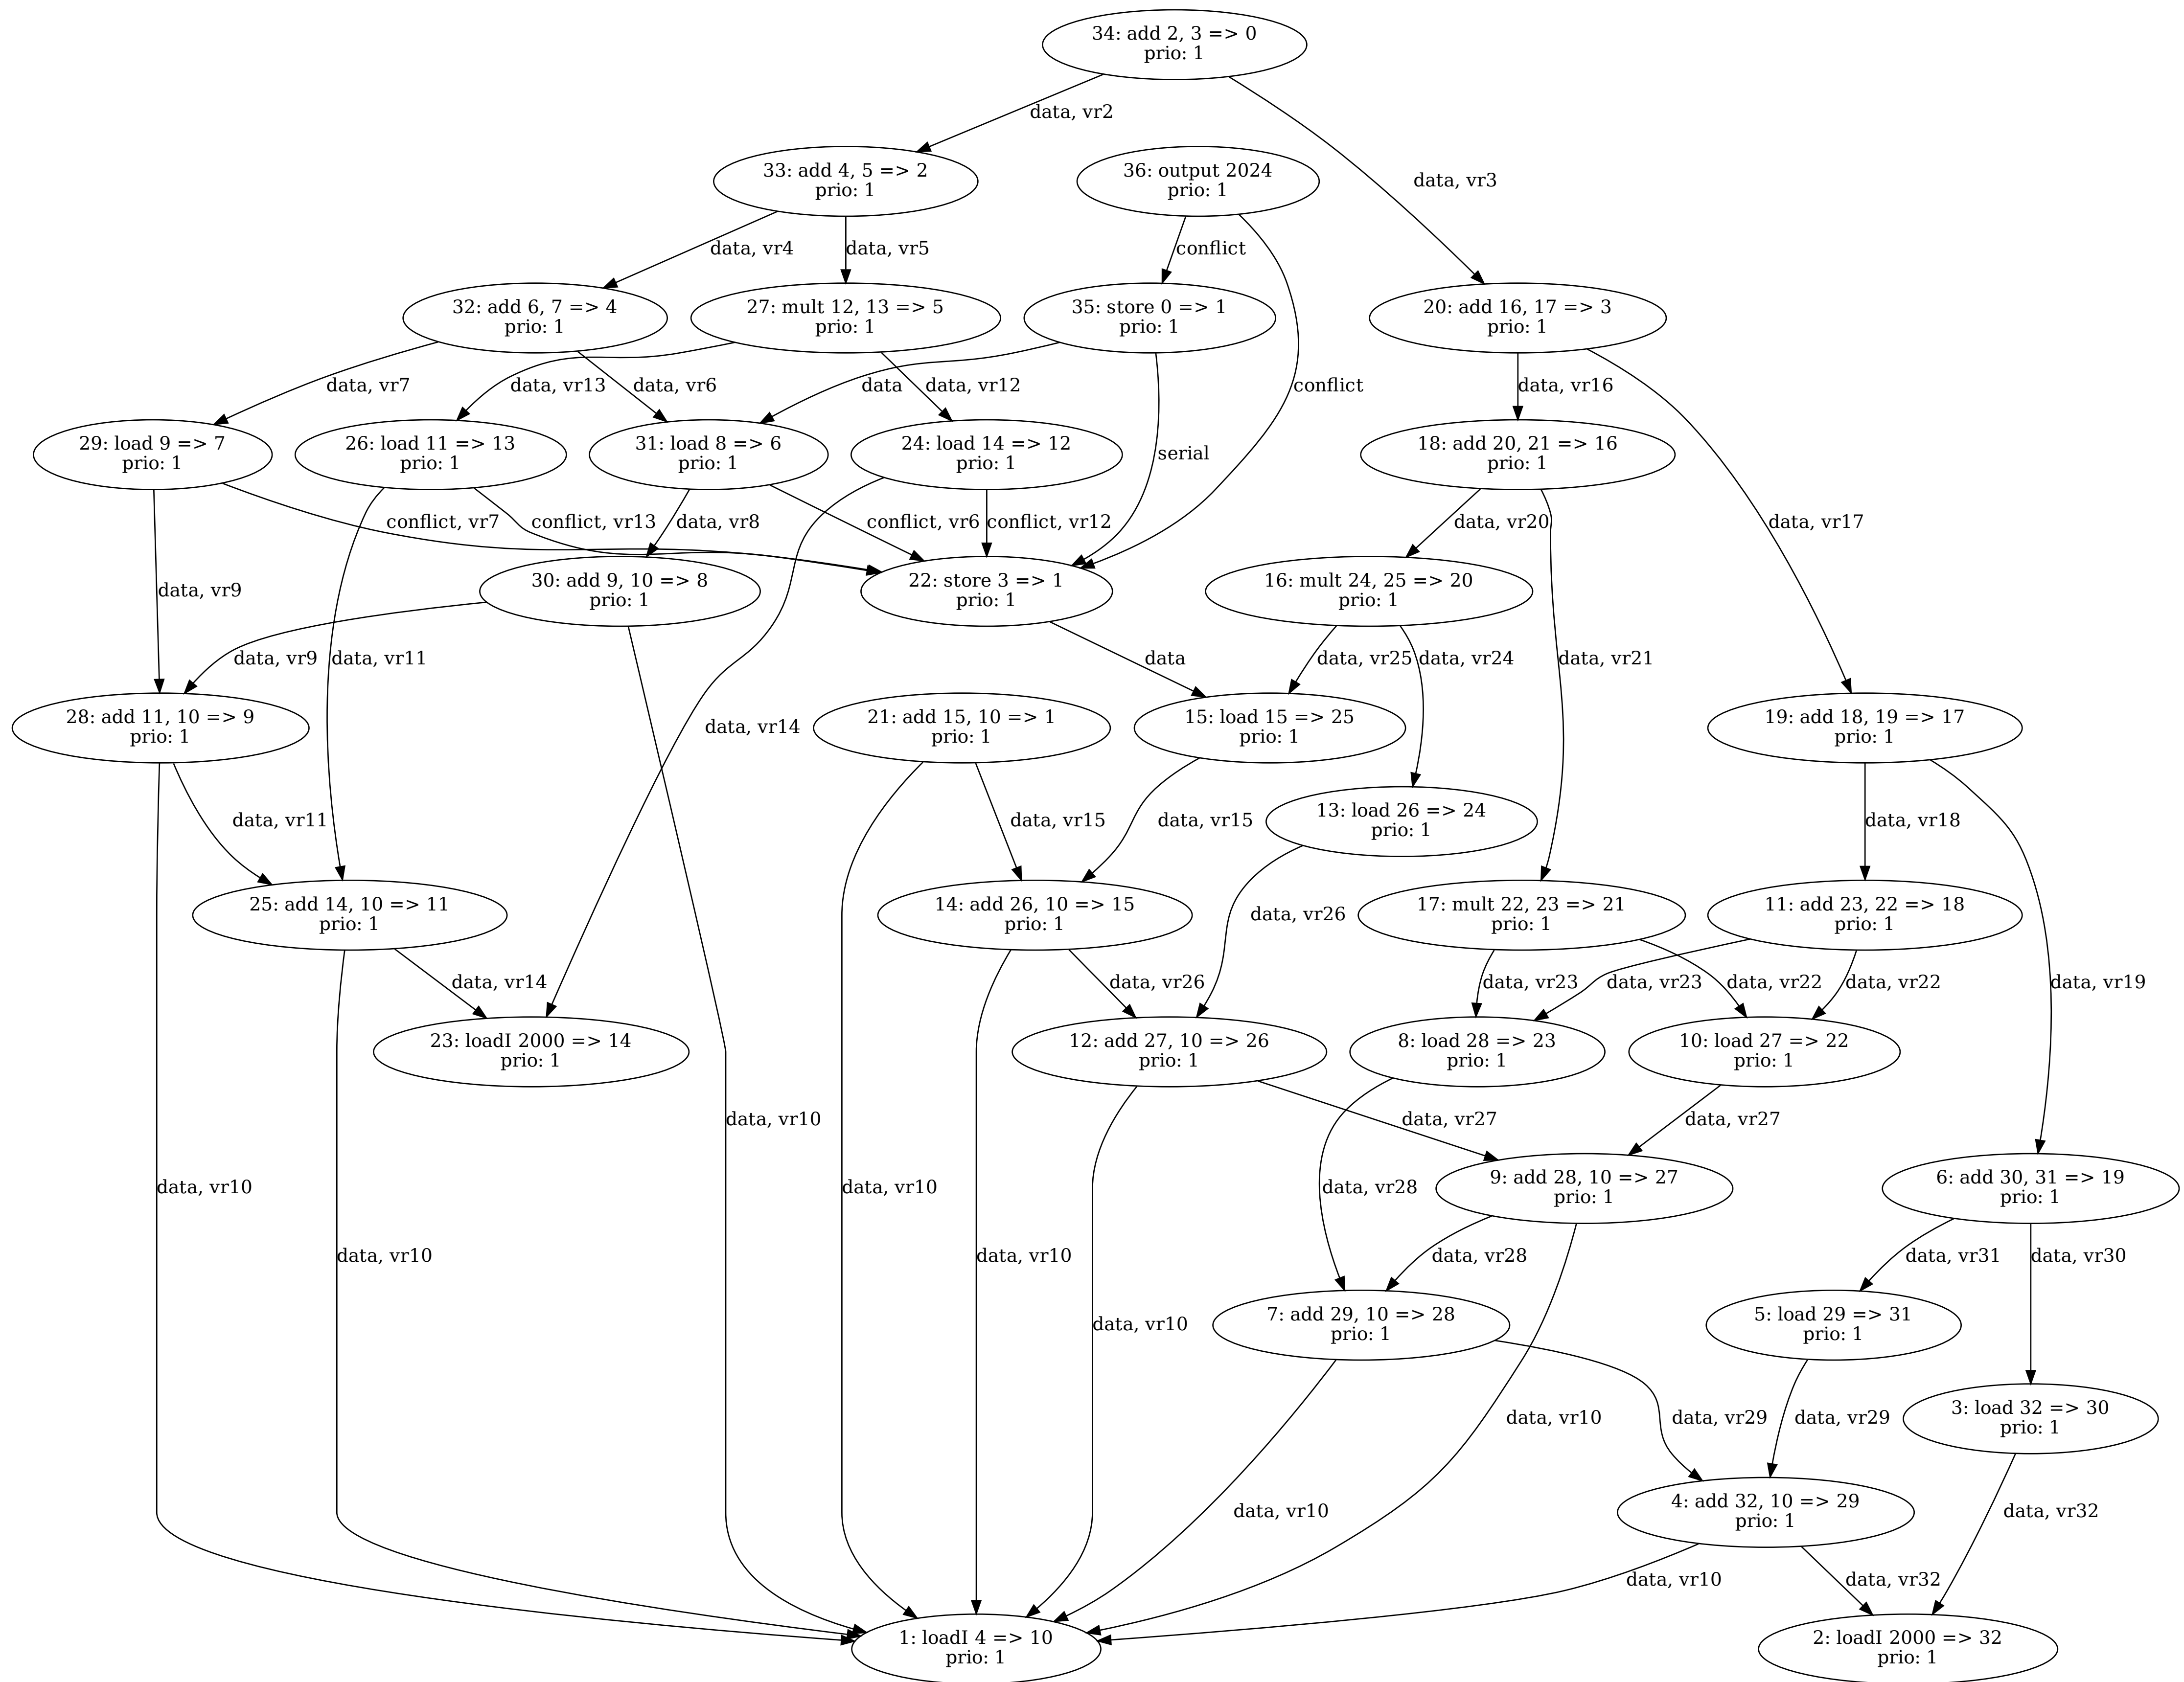 34: add 2, 3 => 0
prio: 1
data, vr2
33: add 4, 5 => 2
prio: 1
36: output 2024
prio: 1
data, vr3
data, vr4
data, vr5
conflict
32: add 6, 7 => 4
prio: 1
27: mult 12, 13 => 5
prio: 1
35: store 0 => 1
prio: 1
20: add 16, 17 => 3
prio: 1
data, vr7
data, vr13
data, vr6
data
data, vr12
conflict
data, vr16
29: load 9 => 7
prio: 1
26: load 11 => 13
prio: 1
31: load 8 => 6
prio: 1
24: load 14 => 12
prio: 1
serial
18: add 20, 21 => 16
prio: 1
conflict, vr7
conflict, vr13
data, vr8
conflict, vr6
conflict, vr12
data, vr20
data, vr17
data, vr9
30: add 9, 10 => 8
prio: 1
22: store 3 => 1
prio: 1
16: mult 24, 25 => 20
prio: 1
data, vr9
data, vr11
data
data, vr25
data, vr24
data, vr21
28: add 11, 10 => 9
prio: 1
data, vr14
21: add 15, 10 => 1
prio: 1
15: load 15 => 25
prio: 1
19: add 18, 19 => 17
prio: 1
data, vr11
data, vr15
data, vr15
13: load 26 => 24
prio: 1
data, vr18
25: add 14, 10 => 11
prio: 1
14: add 26, 10 => 15
prio: 1
data, vr26
17: mult 22, 23 => 21
prio: 1
11: add 23, 22 => 18
prio: 1
data, vr14
data, vr26
data, vr23
data, vr23
data, vr22
data, vr22
data, vr19
23: loadI 2000 => 14
prio: 1
12: add 27, 10 => 26
prio: 1
8: load 28 => 23
prio: 1
10: load 27 => 22
prio: 1
data, vr10
data, vr27
data, vr27
data, vr10
data, vr10
data, vr28
9: add 28, 10 => 27
prio: 1
6: add 30, 31 => 19
prio: 1
data, vr10
data, vr10
data, vr28
data, vr31
data, vr30
data, vr10
7: add 29, 10 => 28
prio: 1
5: load 29 => 31
prio: 1
data, vr10
data, vr29
data, vr29
3: load 32 => 30
prio: 1
data, vr10
4: add 32, 10 => 29
prio: 1
data, vr32
data, vr10
data, vr32
1: loadI 4 => 10
prio: 1
2: loadI 2000 => 32
prio: 1